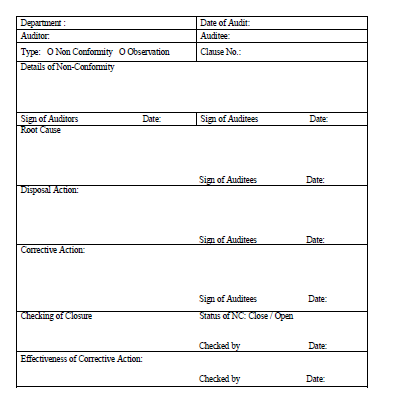 Department : Date of Audit:
Auditor: Auditee:
Type: O Non Conformity O Observation Clause No.:
Details of Non-Conformity
Sign of Auditors Date: Sign of Auditees Date:
Root Cause
Sign of Auditees Date:
Disposal Action:
Sign of Auditees Date:
Corrective Action:
Sign of Auditees Date:
Checking of Closure Status of NC: Close / Open
Checked by Date:
Effectiveness of Corrective Action:
Checked by Date: